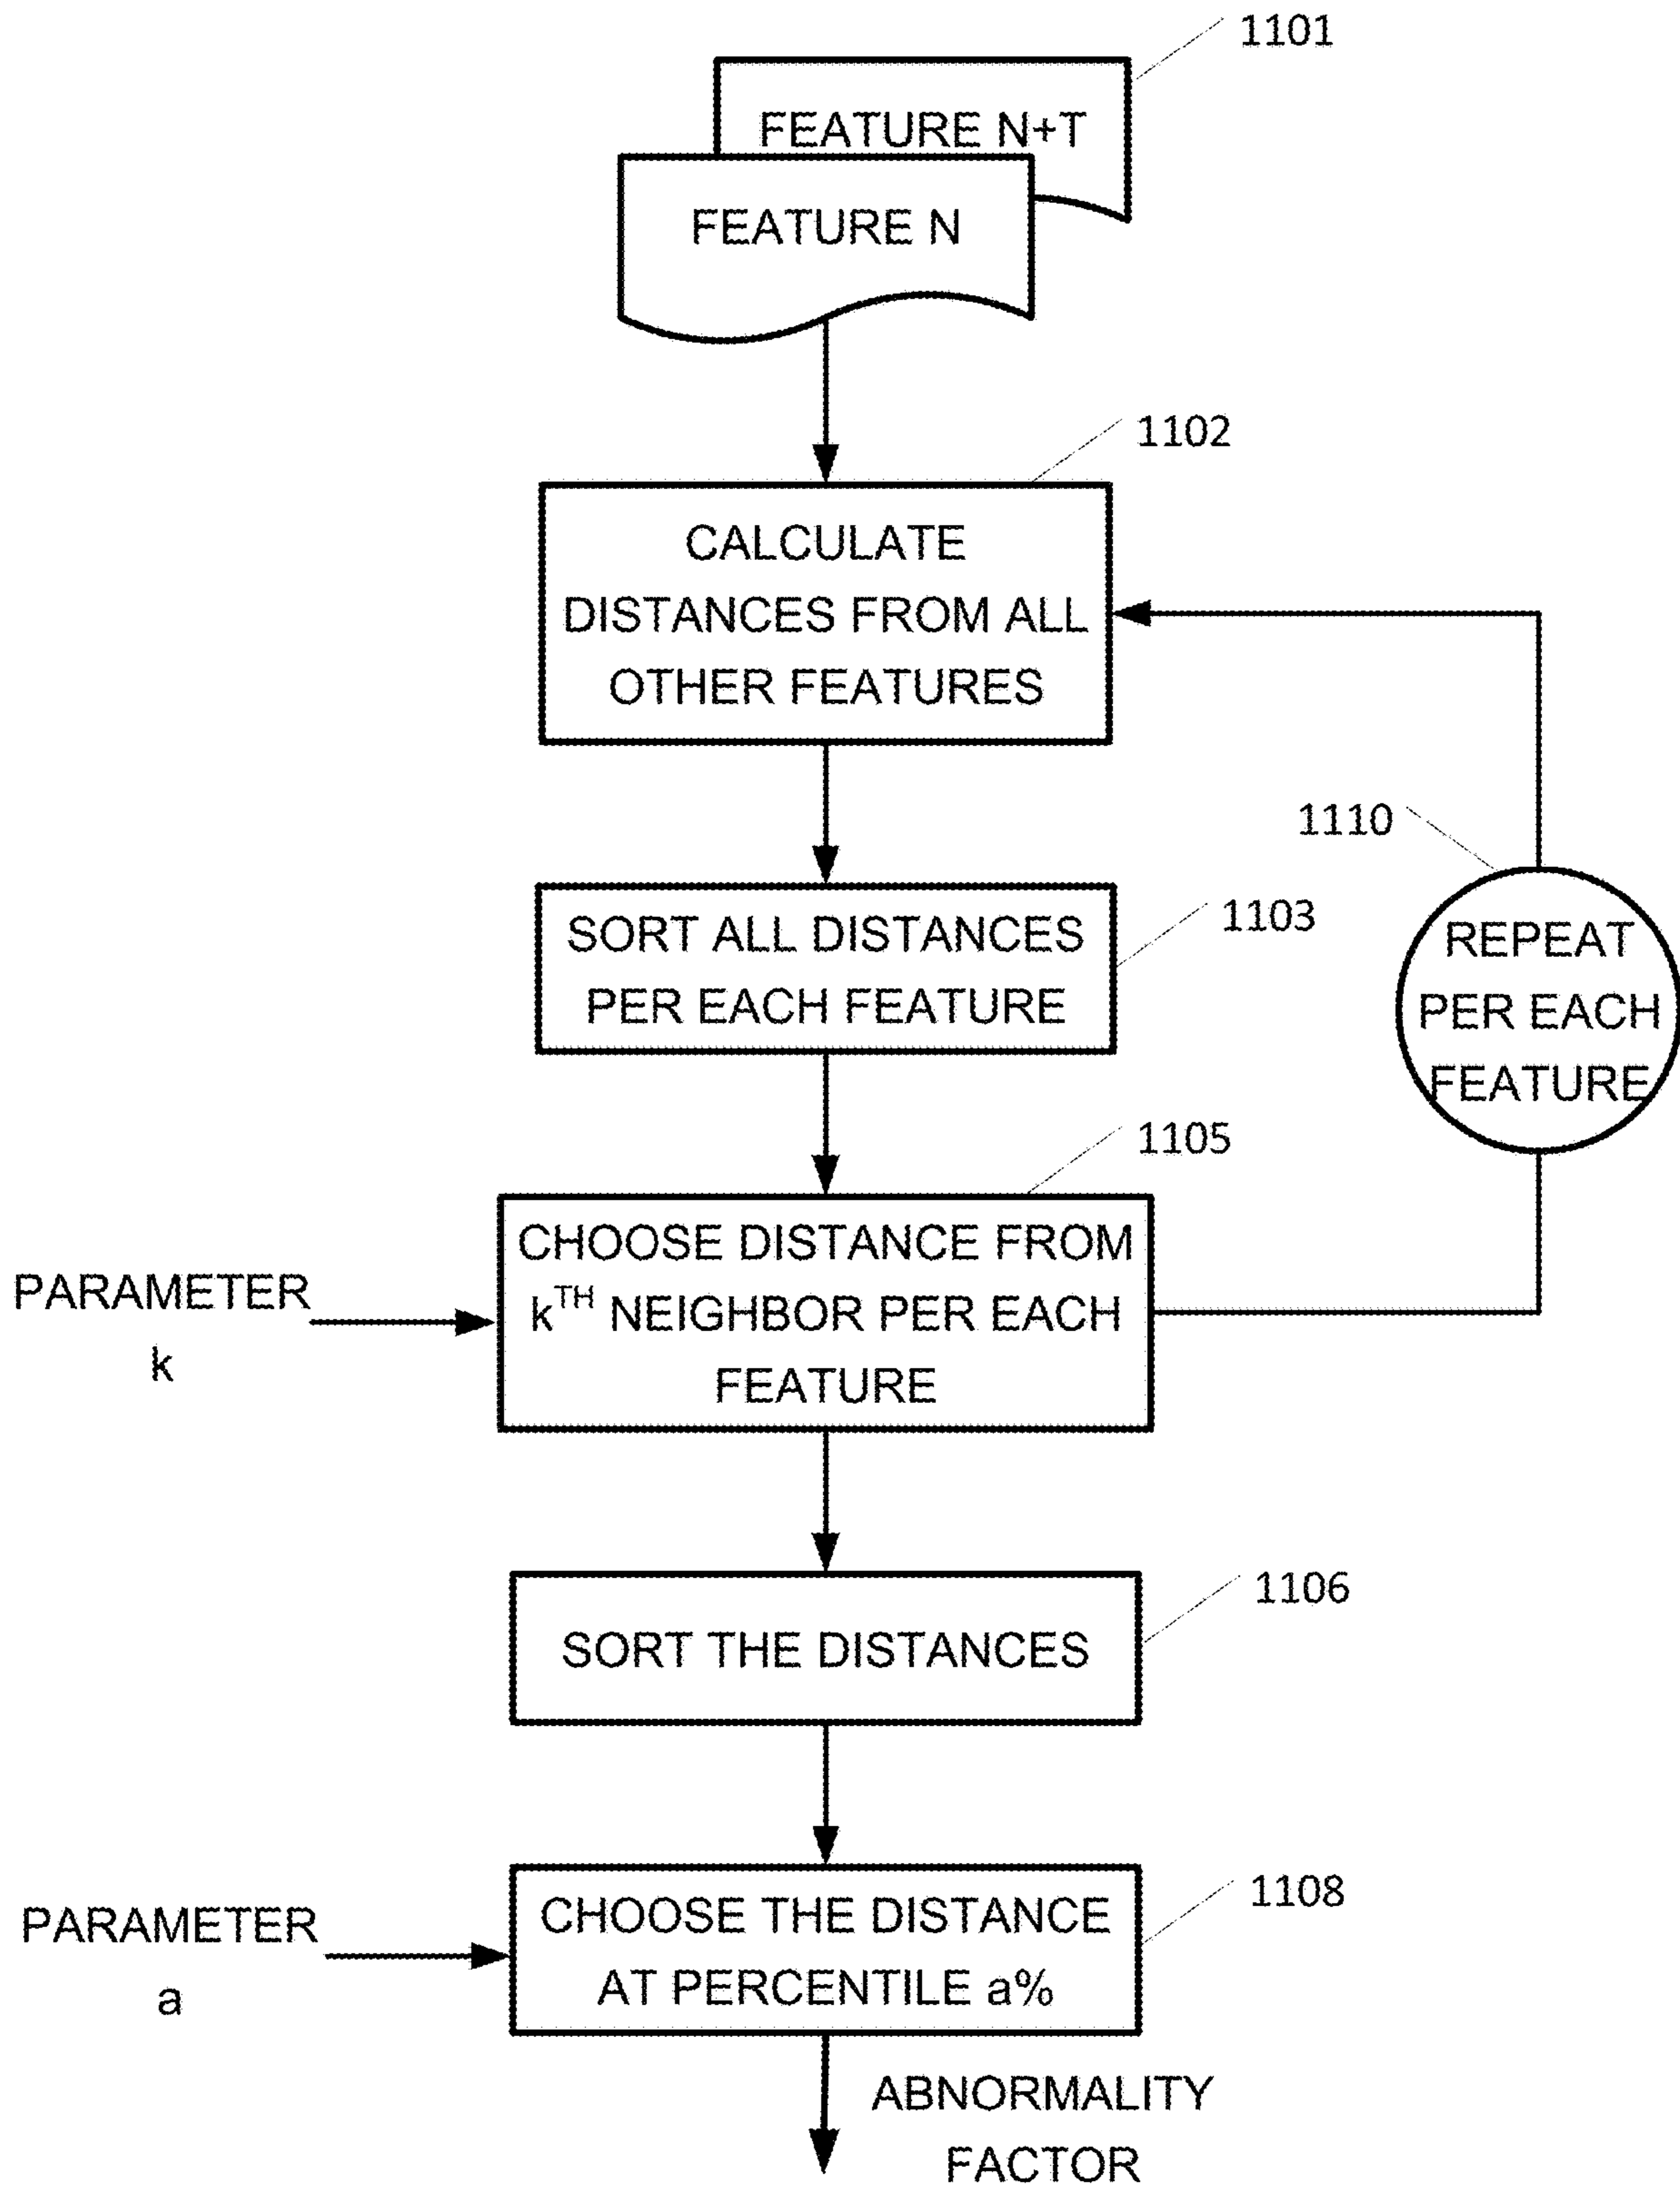 1101
FEATURE N+T
FEATURE N
1102
CALCULATE
DISTANCES FROM ALL
OTHER FEATURES
1110
REPEAT
PER EACH
FEATURE
1103
SORT ALL DISTANCES
PER EACH FEATURE
1105
CHOOSE DISTANCE FROM
kTH NEIGHBOR PER EACH
FEATURE
PARAMETER
k
1106
SORT THE DISTANCES
1108
CHOOSE THE DISTANCE
AT PERCENTILE a%
PARAMETER
a
ABNORMALITY
FACTOR